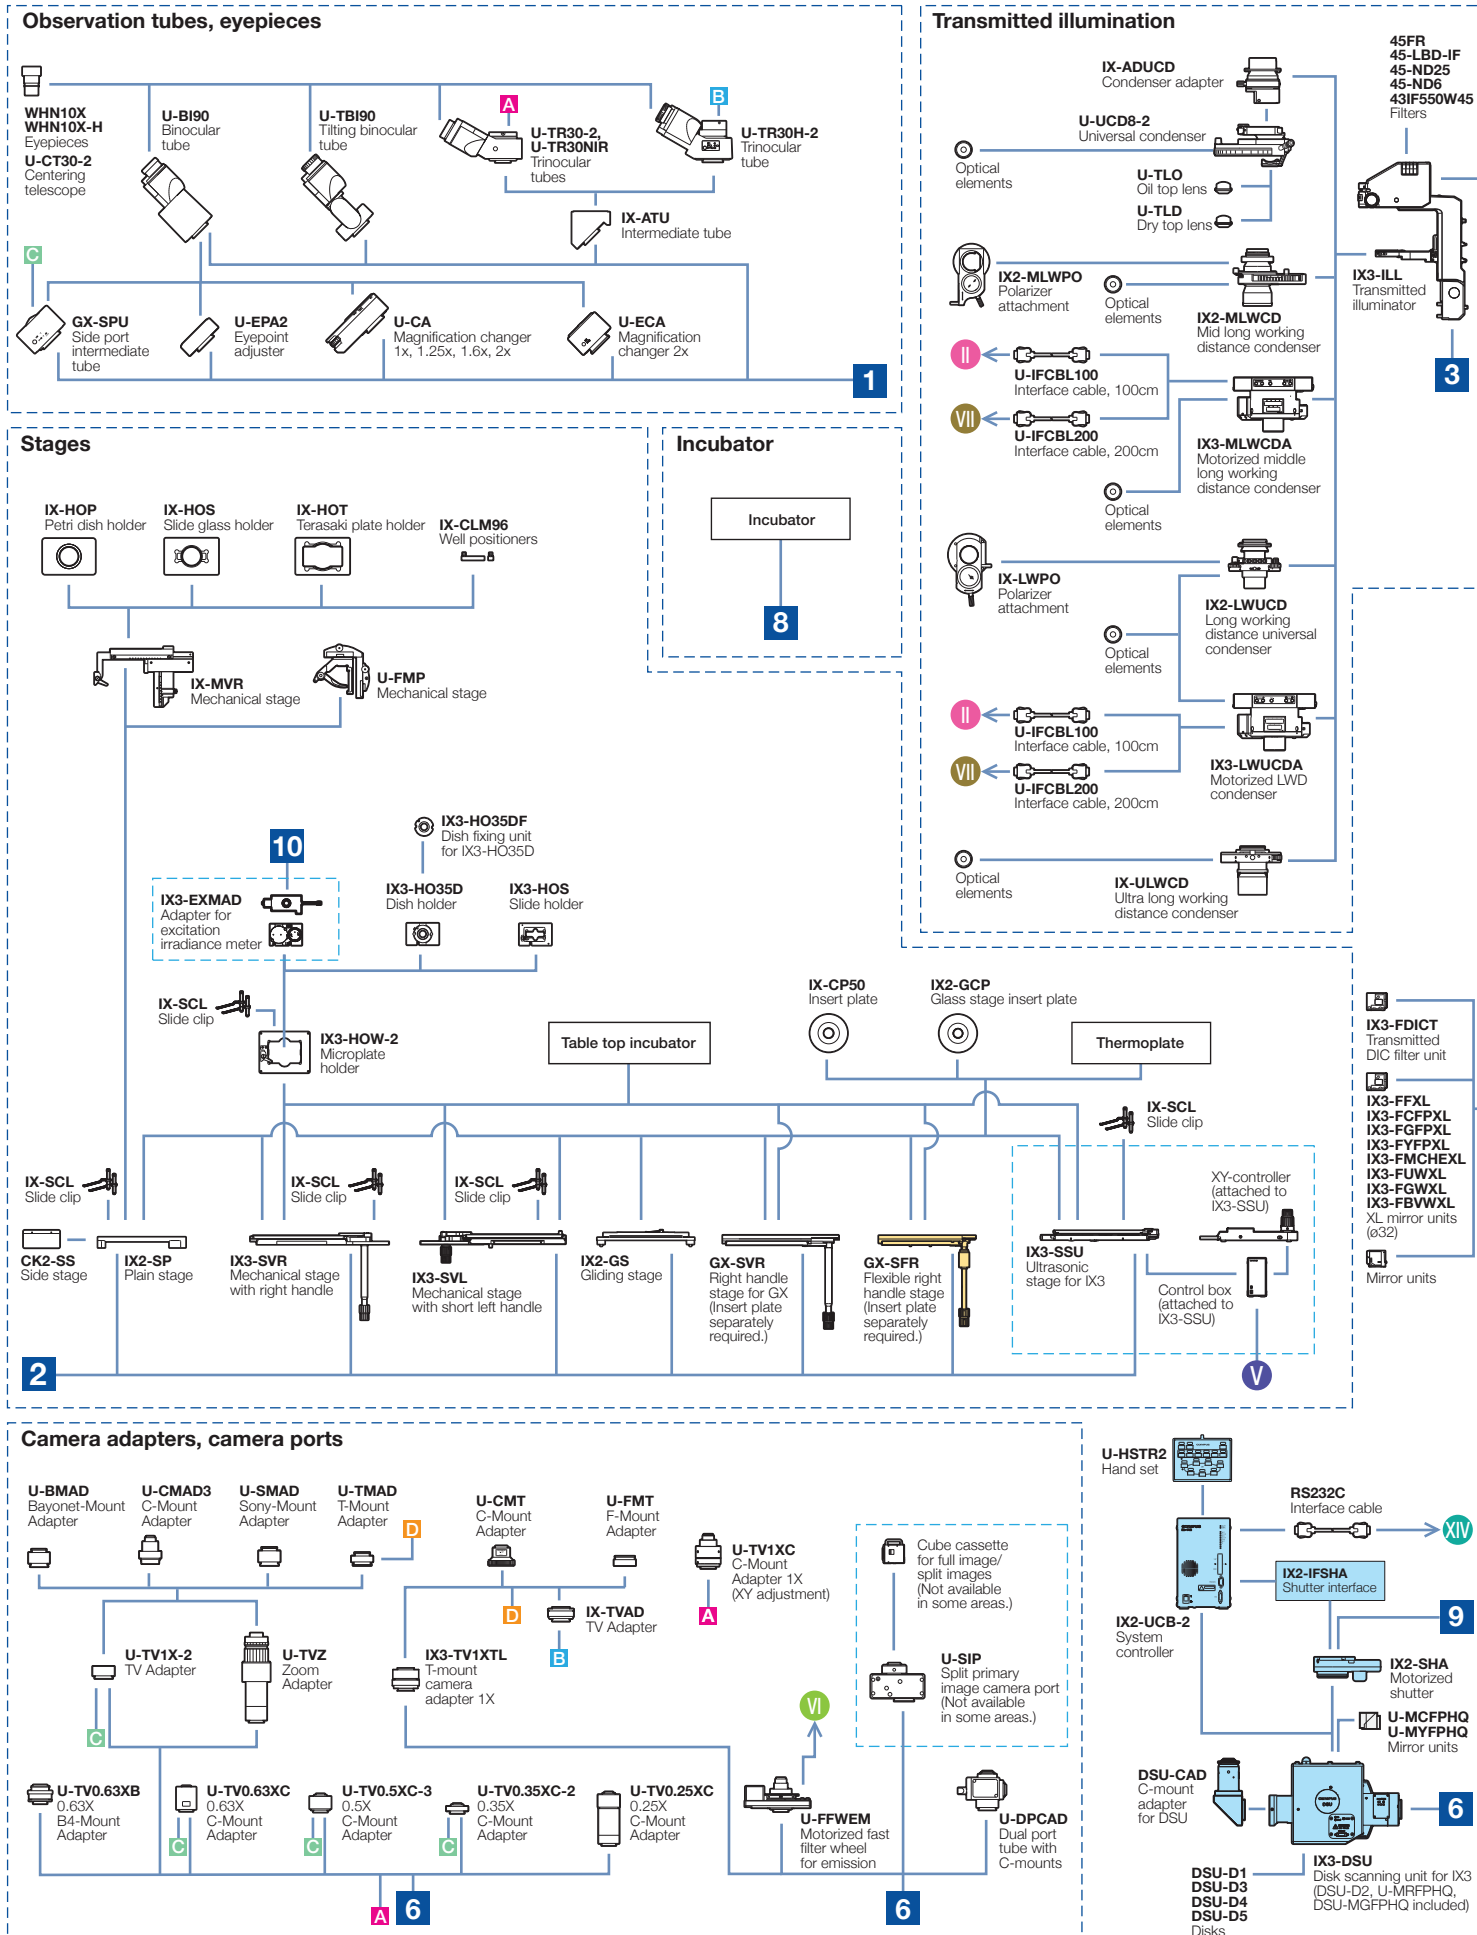 Observation tubes, eyepieces
WHN10X
WHN10X-H
Eyepieces
U-CT30-2
Centering
telescope
U-BI90
Binocular
tube
U-TBI90
Tilting binocular
tube
A
U-TR30-2,
U-TR30NIR
Trinocular
tubes
B
U-TR30H-2
Trinocular
tube
IX-ATU
Intermediate tube
C
GX-SPU
Side port
intermediate
tube
U-EPA2
Eyepoint
adjuster
U-CA
Magnification changer
1x, 1.25x, 1.6x, 2x
U-ECA
Magnification
changer 2x
1
Transmitted illumination
IX-ADUCD
Condenser adapter
45FR
45-LBD-IF
45-ND25
45-ND6
43IF550W45
Filters
U-UCD8-2
Universal condenser
Optical
elements
U-TLO
Oil top lens
U-TLD
Dry top lens
IX2-MLWPO
Polarizer
attachment
Optical
elements
IX2-MLWCD
Mid long working
distance condenser
IX3-ILL
Transmitted
illuminator
3
II
U-IFCBL100
Interface cable, 100cm
VII
U-IFCBL200
Interface cable, 200cm
IX3-MLWCDA
Motorized middle
long working
distance condenser
Optical
elements
IX-LWPO
Polarizer
attachment
IX2-LWUCD
Long working
distance universal
condenser
Optical
elements
II
U-IFCBL100
Interface cable, 100cm
VII
U-IFCBL200
Interface cable, 200cm
IX3-LWUCDA
Motorized LWD
condenser
Optical
elements
IX-ULWCD
Ultra long working
distance condenser
Stages
IX-HOP
Petri dish holder
IX-HOS
Slide glass holder
IX-HOT
Terasaki plate holder
IX-CLM96
Well positioners
IX-MVR
Mechanical stage
U-FMP
Mechanical stage
Incubator
Incubator
8
10
IX3-EXMAD
Adapter for
excitation
irradiance meter
IX3-HO35DF
Dish fixing unit
for IX3-HO35D
IX3-HO35D
Dish holder
IX3-HOS
Slide holder
IX-SCL
Slide clip
IX3-HOW-2
Microplate
holder
Table top incubator
IX-CP50
Insert plate
IX2-GCP
Glass stage insert plate
Thermoplate
IX-SCL
Slide clip
IX-SCL
Slide clip
IX-SCL
Slide clip
IX-SCL
Slide clip
CK2-SS
Side stage
IX2-SP
Plain stage
IX3-SVR
Mechanical stage
with right handle
IX3-SVL
Mechanical stage
with short left handle
IX2-GS
Gliding stage
GX-SVR
Right handle
stage for GX
(Insert plate
separately
required.)
GX-SFR
Flexible right
handle stage
(Insert plate
separately
required.)
IX3-SSU
Ultrasonic
stage for IX3
XY-controller
(attached to
IX3-SSU)
Control box
(attached to
IX3-SSU)
2
V
IX3-FDICT
Transmitted
DIC filter unit
IX3-FFXL
IX3-FCFPXL
IX3-FGFPXL
IX3-FYFPXL
IX3-FMCHEXL
IX3-FUWXL
IX3-FGWXL
IX3-FBVWXL
XL mirror units
(ø32)
Mirror units
Camera adapters, camera ports
U-BMAD
Bayonet-Mount
Adapter
U-CMAD3
C-Mount
Adapter
U-SMAD
Sony-Mount
Adapter
U-TMAD
T-Mount
Adapter
D
U-CMT
C-Mount
Adapter
U-FMT
F-Mount
Adapter
D
IX-TVAD
TV Adapter
B
U-TV1XC
C-Mount
Adapter 1X
(XY adjustment)
A
Cube cassette
for full image/
split images
(Not available
in some areas.)
U-SIP
Split primary
image camera port
(Not available
in some areas.)
U-TV1X-2
TV Adapter
C
U-TVZ
Zoom
Adapter
IX3-TV1XTL
T-mount
camera
adapter 1X
VI
U-TV0.63XB
0.63X
B4-Mount
Adapter
U-TV0.63XC
0.63X
C-Mount
Adapter
C
U-TV0.5XC-3
0.5X
C-Mount
Adapter
C
U-TV0.35XC-2
0.35X
C-Mount
Adapter
C
U-TV0.25XC
0.25X
C-Mount
Adapter
U-FFWEM
Motorized fast
filter wheel
for emission
U-DPCAD
Dual port
tube with
C-mounts
A
6
6
U-HSTR2
Hand set
RS232C
Interface cable
XIV
IX2-IFSHA
Shutter interface
IX2-UCB-2
System
controller
9
IX2-SHA
Motorized
shutter
U-MCFPHQ
U-MYFPHQ
Mirror units
DSU-CAD
C-mount
adapter
for DSU
6
DSU-D1
DSU-D3
DSU-D4
DSU-D5
Disks
IX3-DSU
Disk scanning unit for IX3
(DSU-D2, U-MRFPHQ,
DSU-MGFPHQ included)